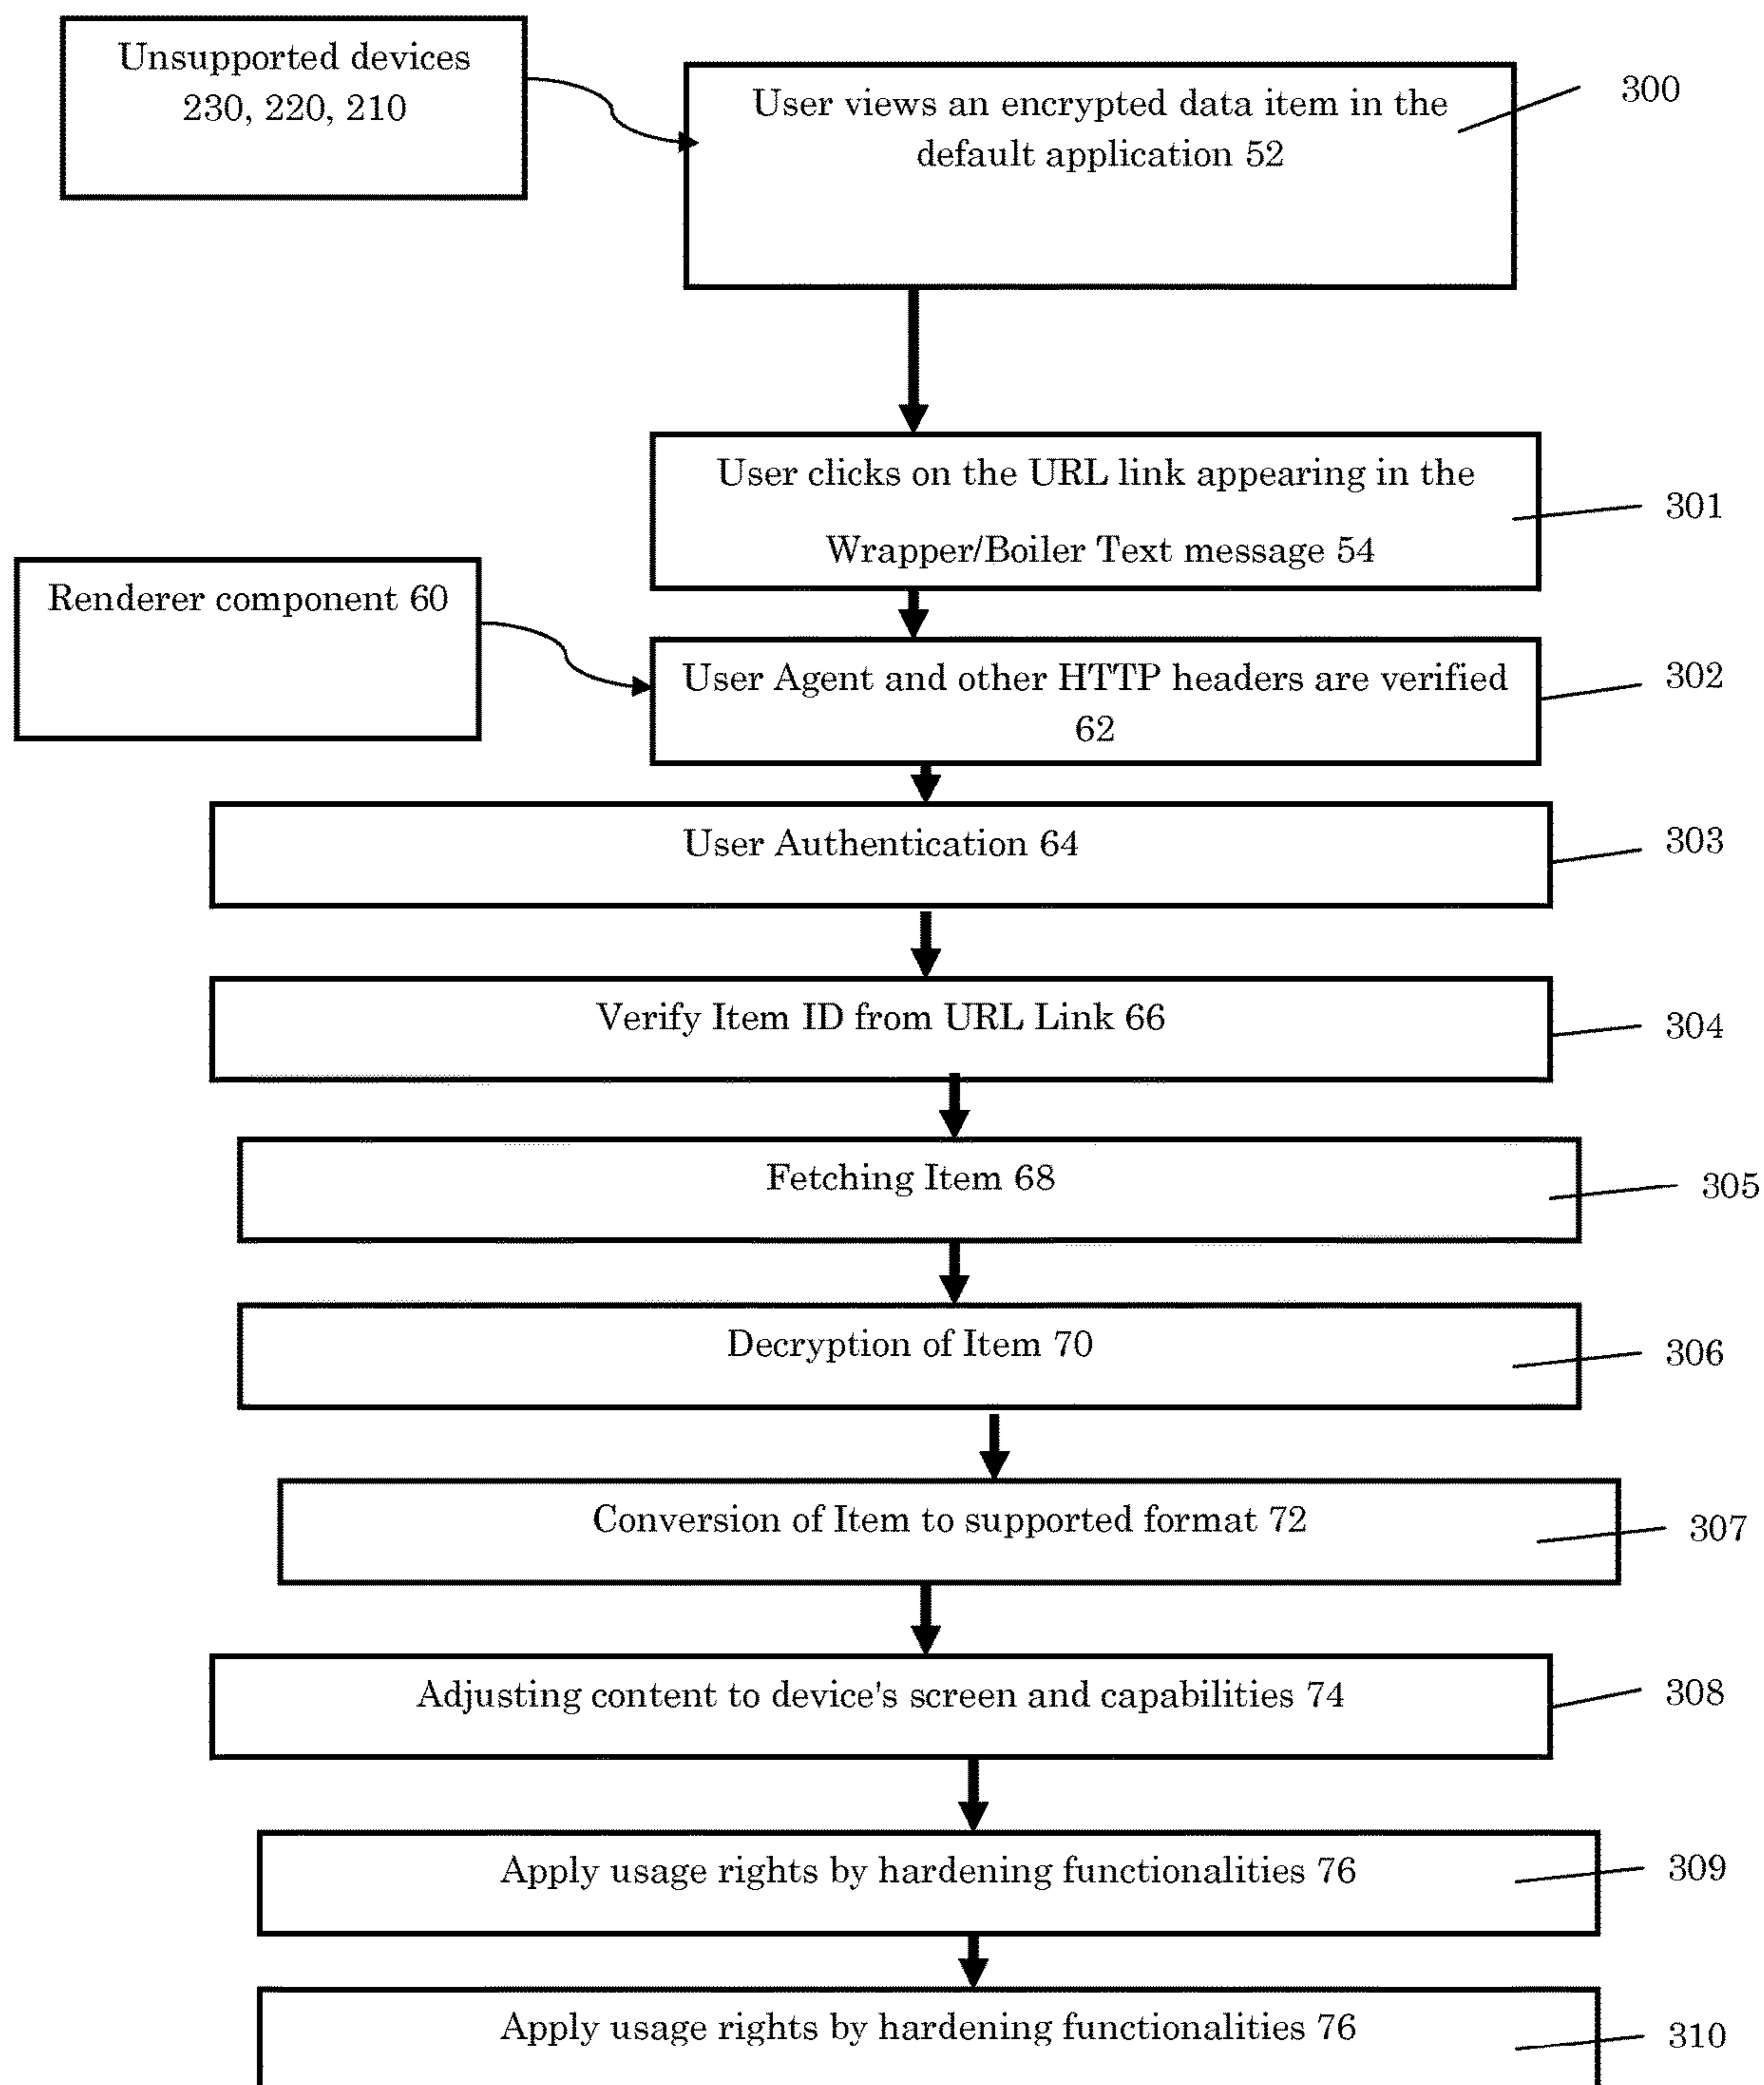 Unsupported devices
230, 220, 210
User views an encrypted data item in the
default application 52
300
User clicks on the URL link appearing in the
Wrapper/Boiler Text message 54
301
Renderer component 60
User Agent and other HTTP headers are verified
62
302
User Authentication 64
303
Verify Item ID from URL Link 66
304
Fetching Item 68
305
Decryption of Item 70
306
Conversion of Item to supported format 72
307
Adjusting content to device's screen and capabilities 74
308
Apply usage rights by hardening functionalities 76
309
Apply usage rights by hardening functionalities 76
310